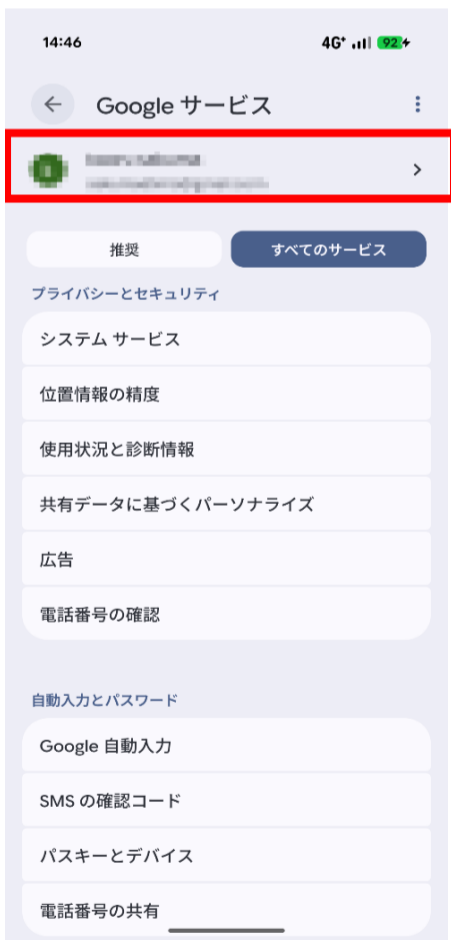 14:46
4G+ 92
Google サービス
推奨
すべてのサービス
プライバシーとセキュリティ
システム サービス
位置情報の精度
使用状況と診断情報
共有データに基づくパーソナライズ
広告
電話番号の確認
自動入力とパスワード
Google 自動入力
SMS の確認コード
パスキーとデバイス
電話番号の共有